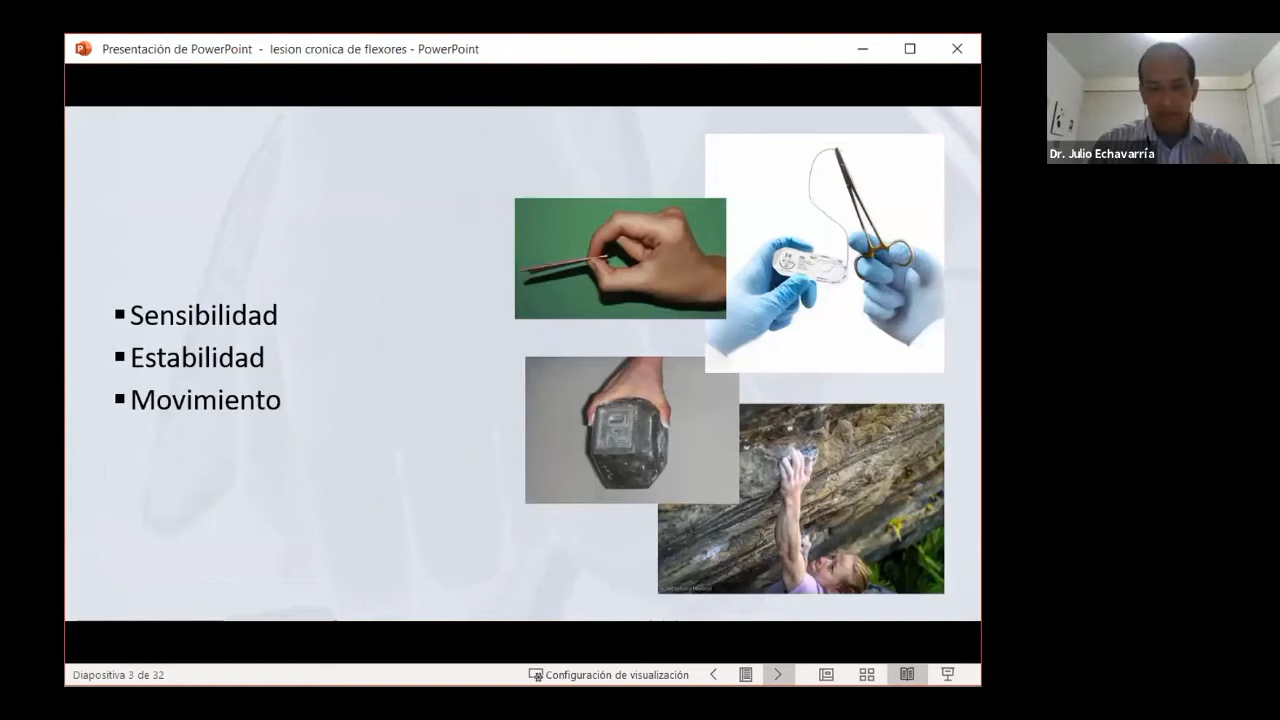 Presentación de PowerPoint - lesion cronica de flexores - PowerPoint
Dr. Julio Echavarría
▪ Sensibilidad
▪ Estabilidad
▪ Movimiento
Diapositiva 3 de 32
Configuración de visualización